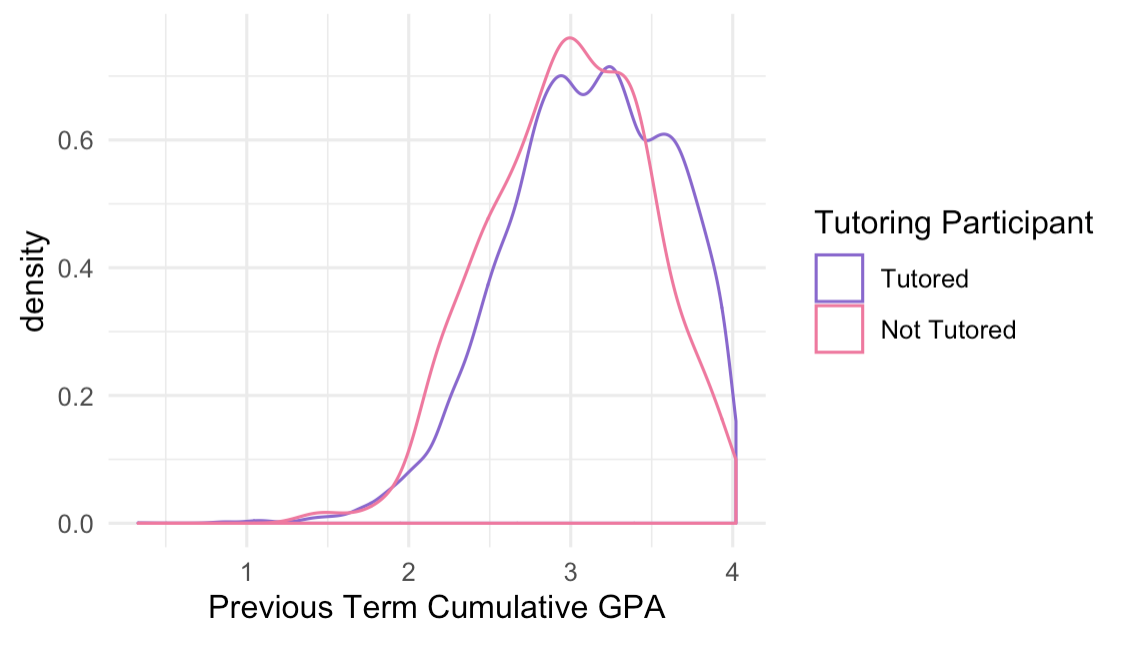 density
0.6
0.4
0.2
0.0
1 2 3 4
Previous Term Cumulative GPA
Tutoring Participant
Tutored
Not Tutored